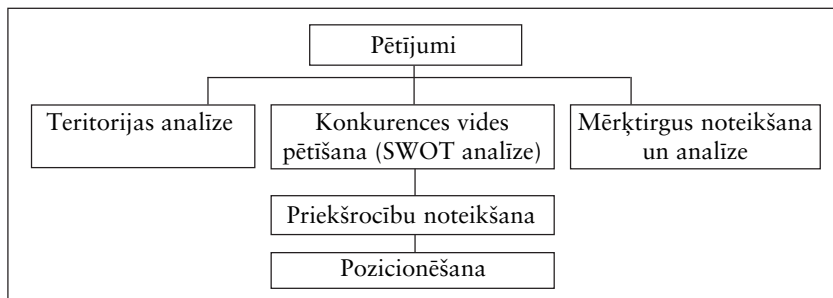 Pētījumi
Teritorijas analīze
Konkurences vides
pētīšana (SWOT analīze)
Mērķtirgus noteikšana
un analīze
Priekšrocību noteikšana
Pozicionēšana